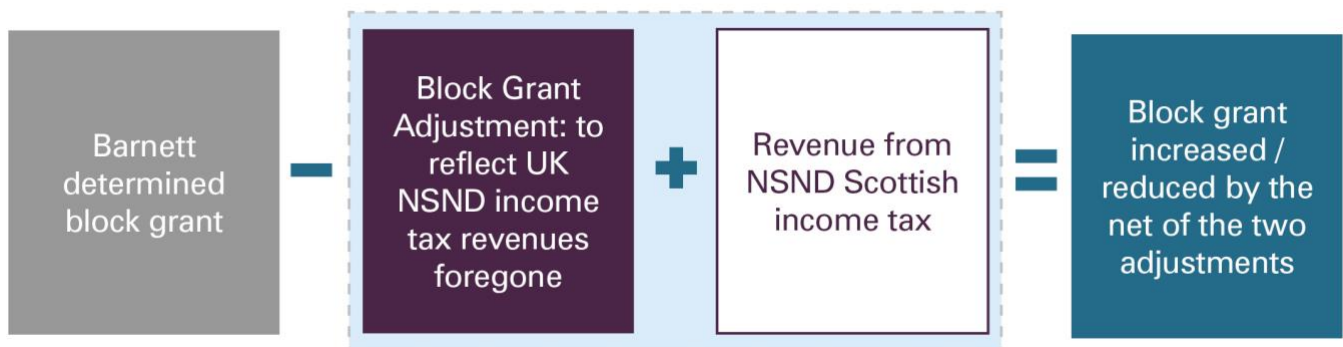 Barnett
determined
block grant
−
Block Grant
Adjustment: to
reflect UK
NSND income
tax revenues
foregone
+
Revenue from
NSND Scottish
income tax
=
Block grant
increased /
reduced by the
net of the two
adjustments